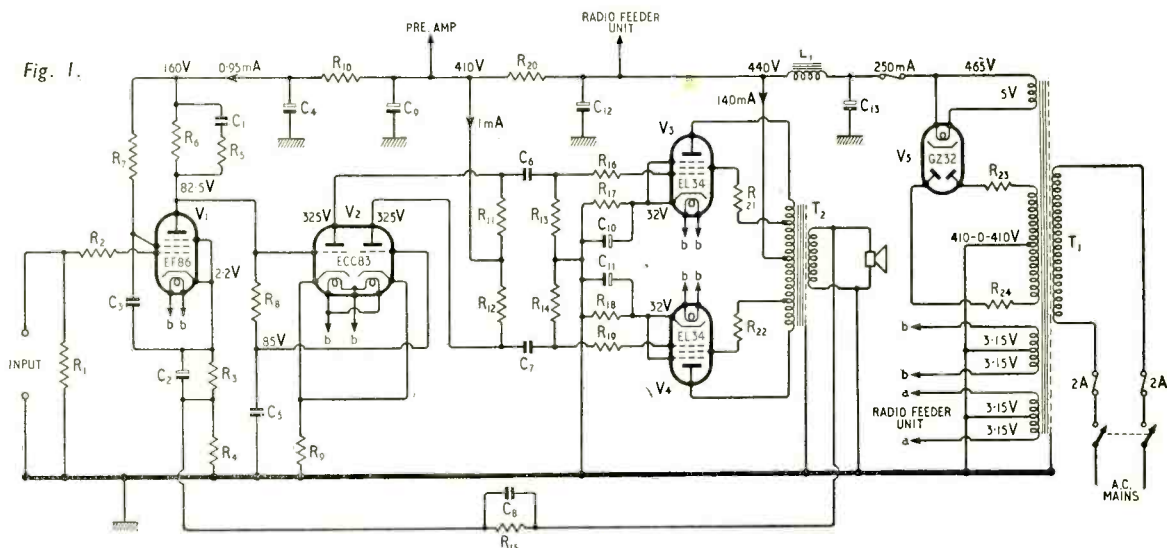 Fig. 1.
PRE. AMP
RADIO FEEDER
UNIT
160V
0·95mA
R10
410V
R20
440V
L1
250mA
465V
5V
C4
C9
C12
C13
140mA
1mA
R7
R6
C1
R5
82·5V
V1
EF86
2·2V
b b
R2
C3
INPUT
R1
C2
R3
R4
R8
85V
C5
325V
V2
325V
ECC83
b b
R9
R11
R12
C6
C7
R13
R14
R16
R17
C10
C11
R18
R19
32V
32V
V3
EL34
b b
b b
EL34
V4
R21
R22
T2
V5
GZ32
R23
410-0-410V
R24
T1
b
3·15V
3·15V
b
a
RADIO FEEDER
UNIT
3·15V
3·15V
a
2A
2A
A.C.
MAINS
C8
R15